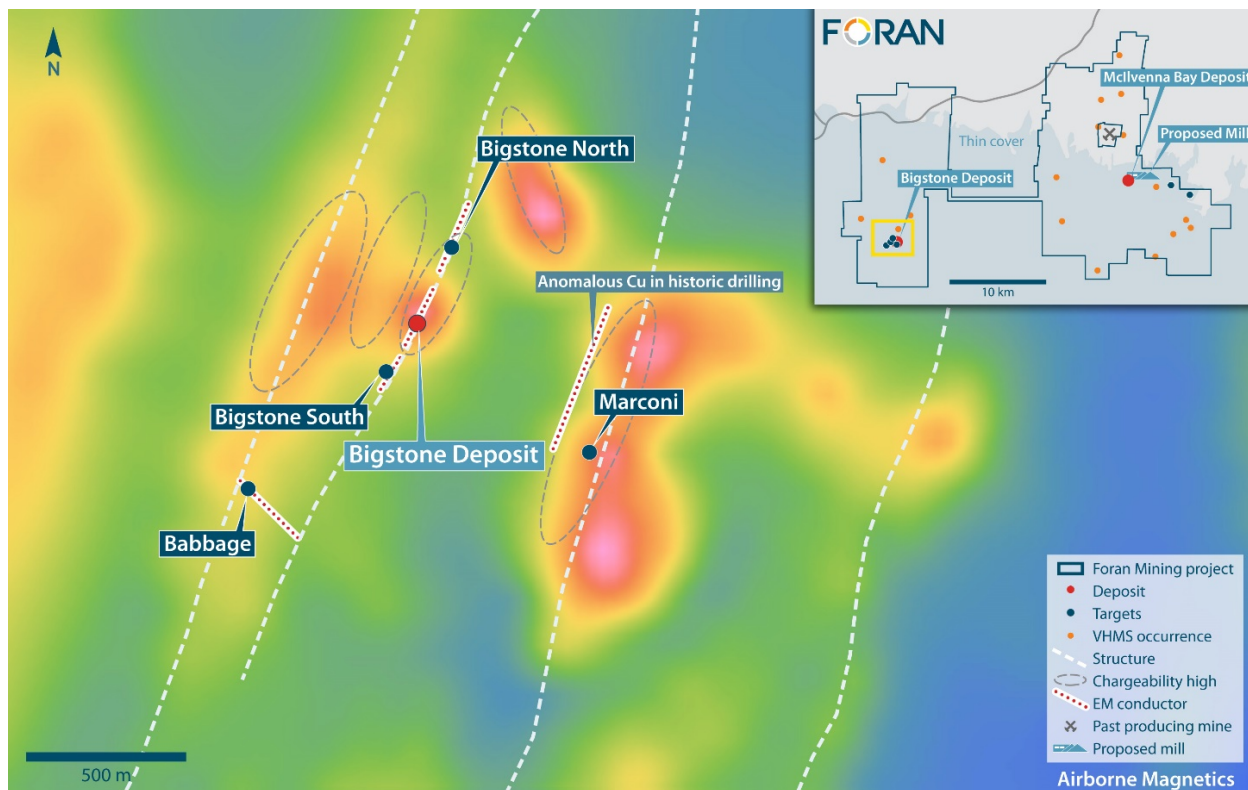 N
FORAN
McIlvenna Bay Deposit
Proposed Mill
Thin cover
Bigstone Deposit
10 km
Bigstone North
Anomalous Cu in historic drilling
Bigstone South
Marconi
Bigstone Deposit
Babbage
500 m
Foran Mining project
Deposit
Targets
VHMS occurrence
Structure
Chargeability high
EM conductor
Past producing mine
Proposed mill
Airborne Magnetics